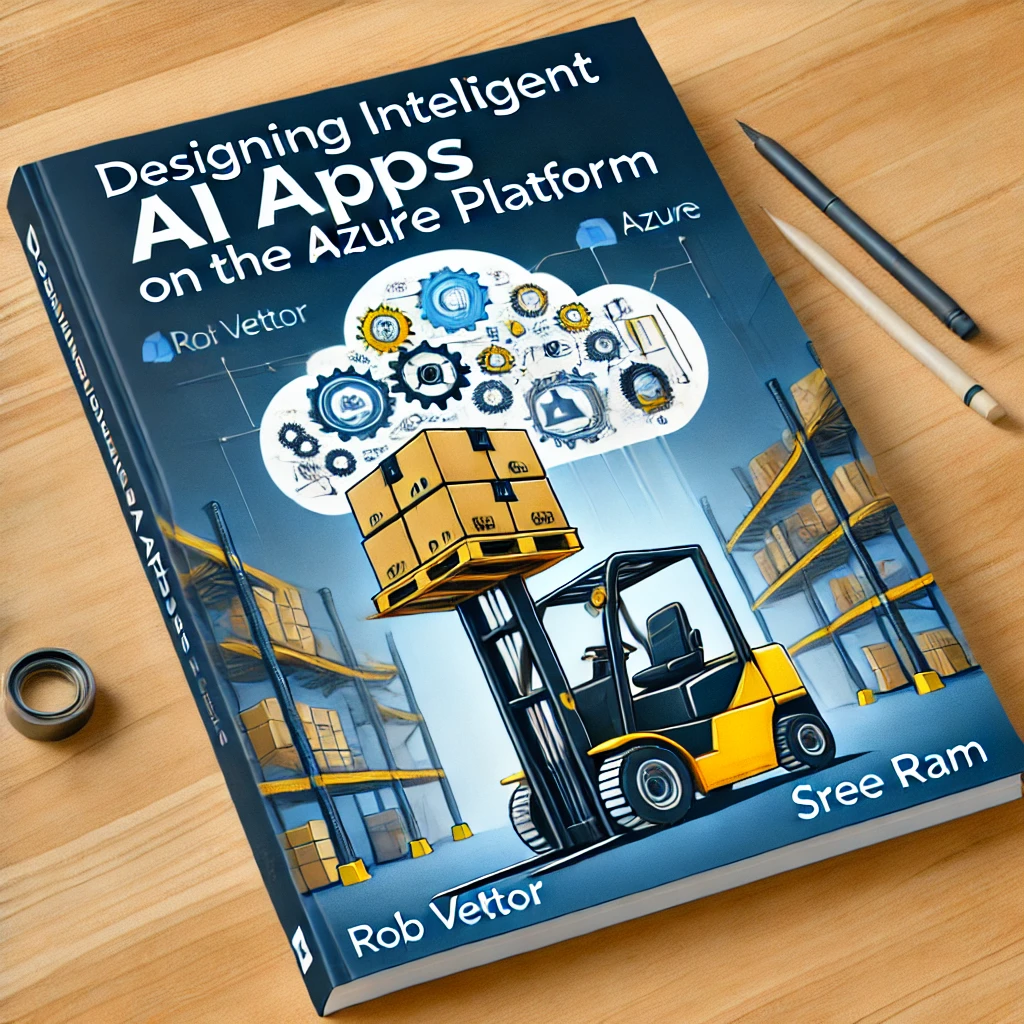 Designing Inteligent
AI Apps
on the Azure Platform
Azure
Rot Vettor
Sree Ram
Rob Vettor